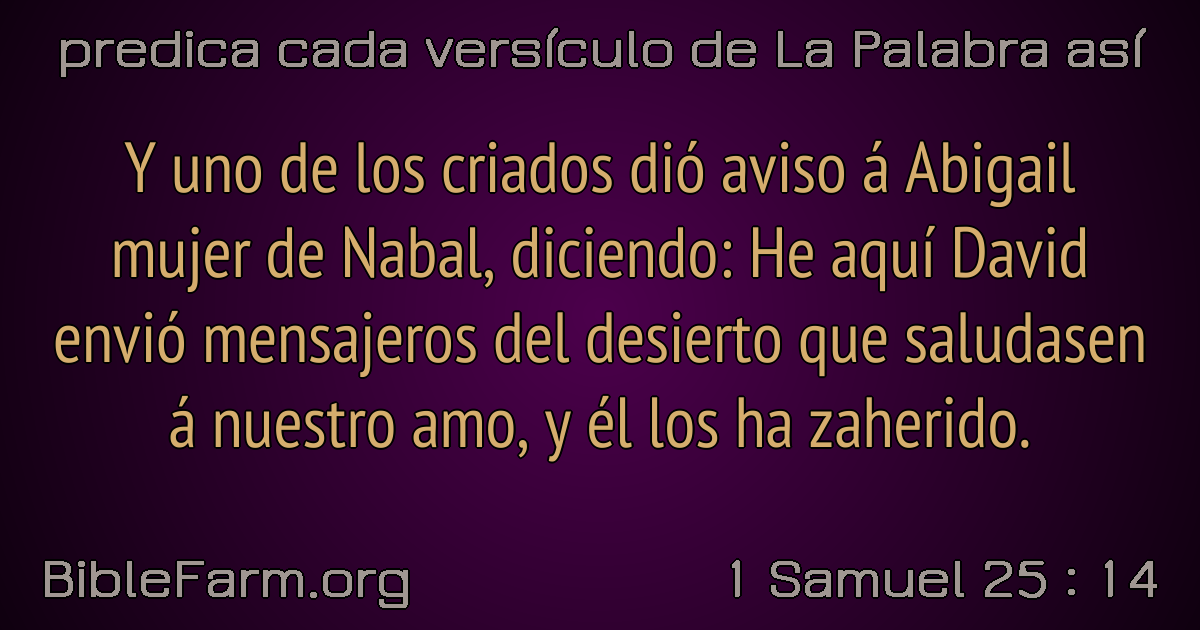 predica cada versículo de La Palabra así
Y uno de los criados dió aviso á Abigail
mujer de Nabal, diciendo: He aquí David
envió mensajeros del desierto que saludasen
á nuestro amo, y él los ha zaherido.
BibleFarm.org
1 Samuel 25 : 14